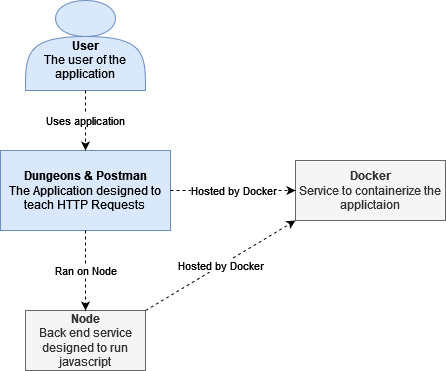 User
The user of the
application
Uses application
Dungeons & Postman
The Application designed to
teach HTTP Requests
Hosted by Docker
Docker
Service to containerize the
applictaion
Ran on Node
Hosted by Docker
Node
Back end service
designed to run
javascript